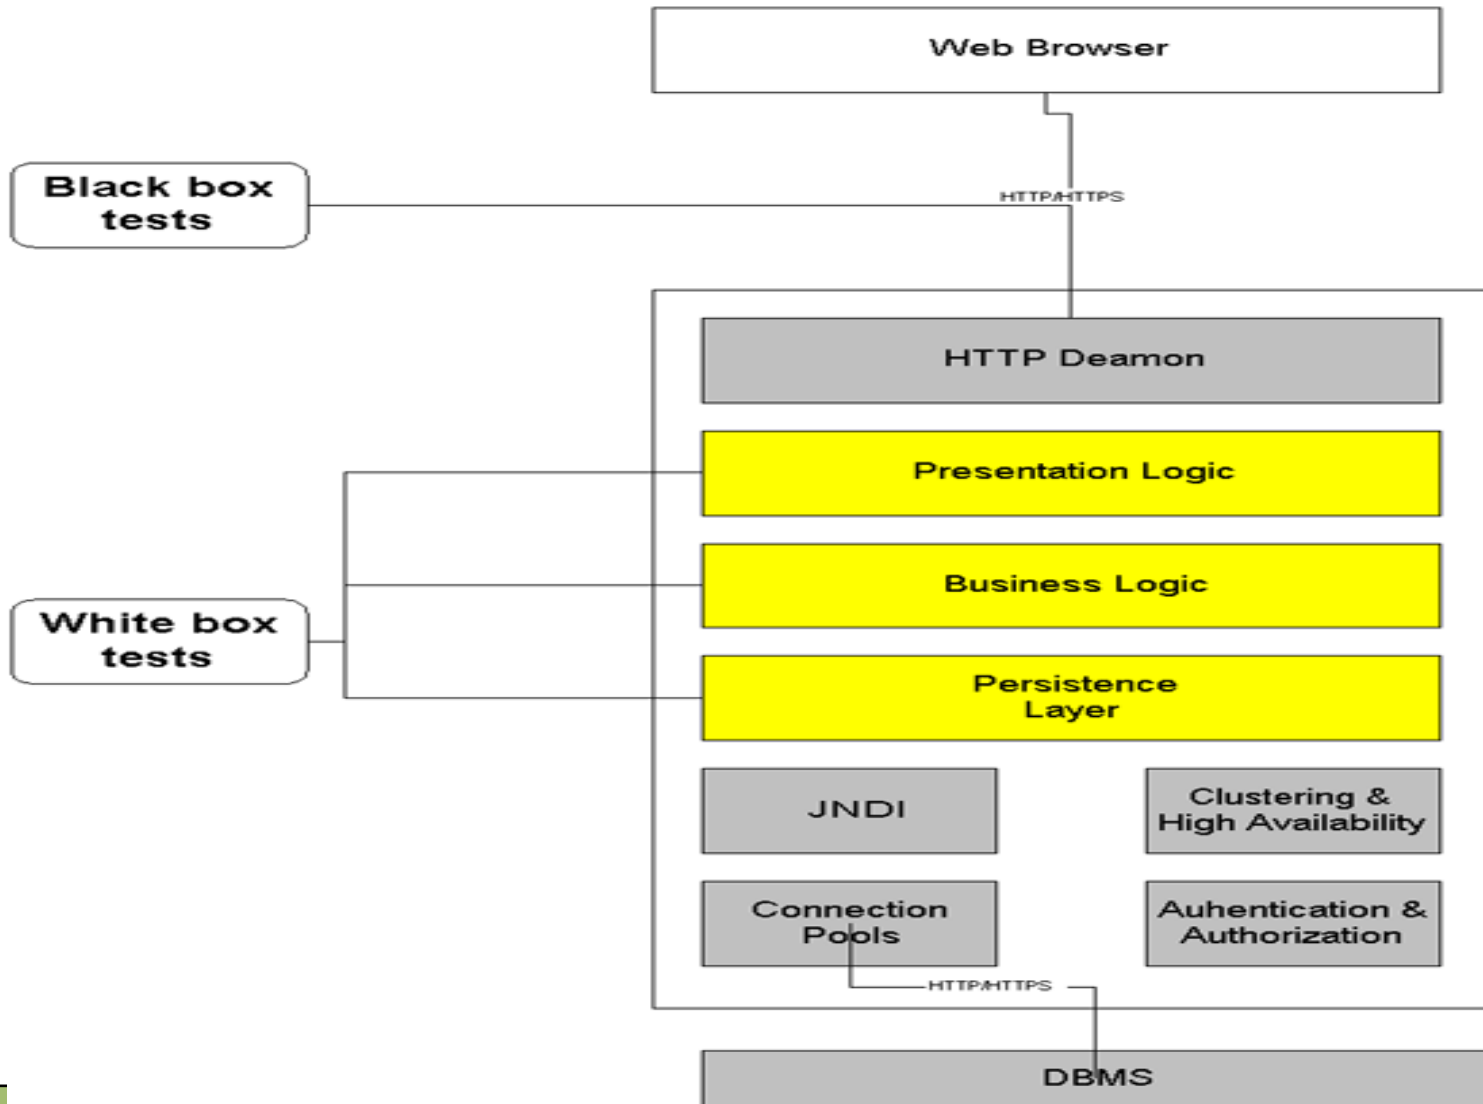 Web Browser
Black box
tests
HTTP/HTTPS
HTTP Deamon
Presentation Logic
Business Logic
White box
tests
Persistence
Layer
JNDI
Clustering &
High Availability
Connection
Pools
Auhentication &
Authorization
HTTP/HTTPS
DBMS